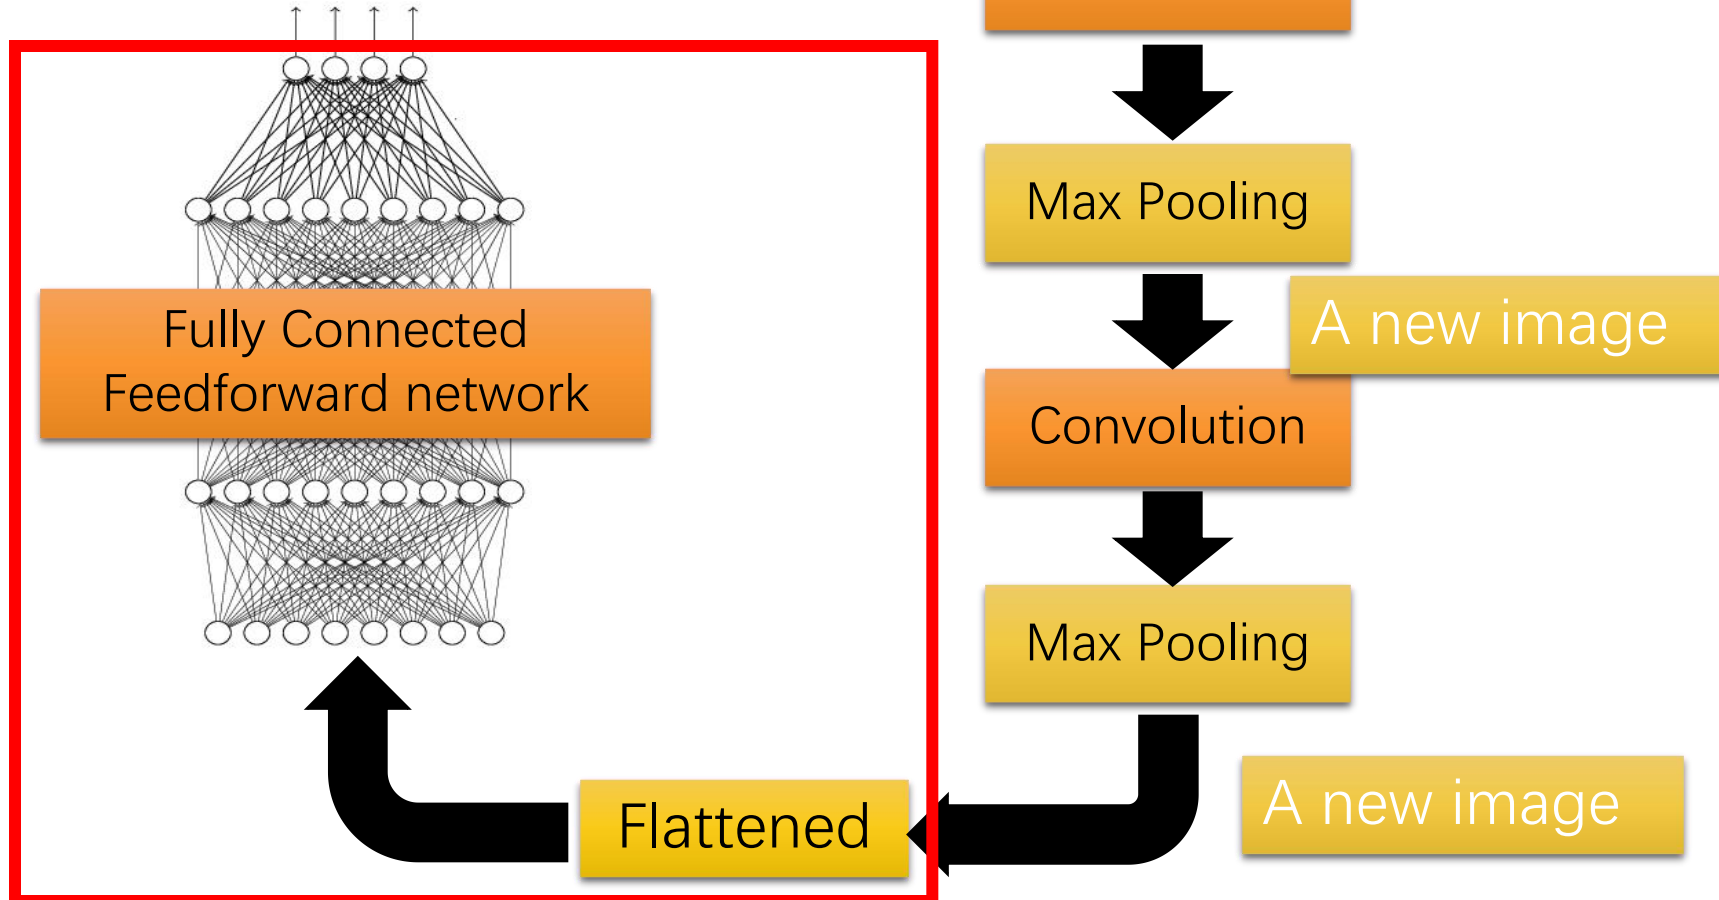 Max Pooling
A new image
Fully Connected
Feedforward network
Convolution
Max Pooling
A new image
Flattened